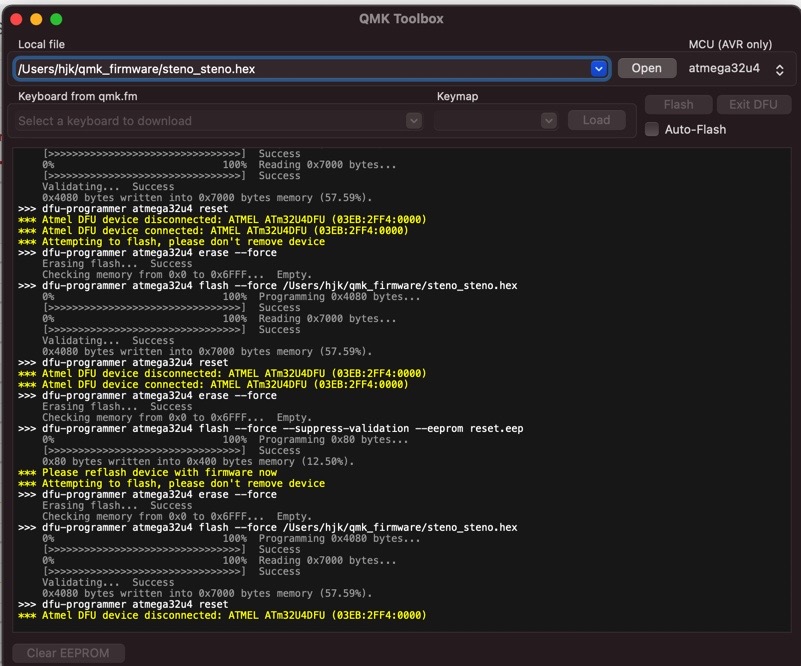 QMK Toolbox
Local file
MCU (AVR only)
/Users/hjk/qmk_firmware/steno_steno.hex
Open
atmega32u4
Keyboard from qmk.fm
Keymap
Flash
Exit DFU
Select a keyboard to download
Load
Auto-Flash
[>>>>>>>>>>>>>>>>>>>>>>>>>>>>>>>>]  Success
0%                            100%  Reading 0x7000 bytes...
[>>>>>>>>>>>>>>>>>>>>>>>>>>>>>>>>]  Success
Validating...  Success
0x4080 bytes written into 0x7000 bytes memory (57.59%).
>>> dfu-programmer atmega32u4 reset
*** Atmel DFU device disconnected: ATMEL ATm32U4DFU (03EB:2FF4:0000)
*** Atmel DFU device connected: ATMEL ATm32U4DFU (03EB:2FF4:0000)
*** Attempting to flash, please don't remove device
>>> dfu-programmer atmega32u4 erase --force
Erasing flash...  Success
Checking memory from 0x0 to 0x6FFF...  Empty.
>>> dfu-programmer atmega32u4 flash --force /Users/hjk/qmk_firmware/steno_steno.hex
0%                            100%  Programming 0x4080 bytes...
[>>>>>>>>>>>>>>>>>>>>>>>>>>>>>>>>]  Success
0%                            100%  Reading 0x7000 bytes...
[>>>>>>>>>>>>>>>>>>>>>>>>>>>>>>>>]  Success
Validating...  Success
0x4080 bytes written into 0x7000 bytes memory (57.59%).
>>> dfu-programmer atmega32u4 reset
*** Atmel DFU device disconnected: ATMEL ATm32U4DFU (03EB:2FF4:0000)
*** Atmel DFU device connected: ATMEL ATm32U4DFU (03EB:2FF4:0000)
>>> dfu-programmer atmega32u4 erase --force
Erasing flash...  Success
Checking memory from 0x0 to 0x6FFF...  Empty.
>>> dfu-programmer atmega32u4 flash --force --suppress-validation --eeprom reset.eep
0%                            100%  Programming 0x80 bytes...
[>>>>>>>>>>>>>>>>>>>>>>>>>>>>>>>>]  Success
0x80 bytes written into 0x400 bytes memory (12.50%).
*** Please reflash device with firmware now
*** Attempting to flash, please don't remove device
>>> dfu-programmer atmega32u4 erase --force
Erasing flash...  Success
Checking memory from 0x0 to 0x6FFF...  Empty.
>>> dfu-programmer atmega32u4 flash --force /Users/hjk/qmk_firmware/steno_steno.hex
0%                            100%  Programming 0x4080 bytes...
[>>>>>>>>>>>>>>>>>>>>>>>>>>>>>>>>]  Success
0%                            100%  Reading 0x7000 bytes...
[>>>>>>>>>>>>>>>>>>>>>>>>>>>>>>>>]  Success
Validating...  Success
0x4080 bytes written into 0x7000 bytes memory (57.59%).
>>> dfu-programmer atmega32u4 reset
*** Atmel DFU device disconnected: ATMEL ATm32U4DFU (03EB:2FF4:0000)
Clear EEPROM